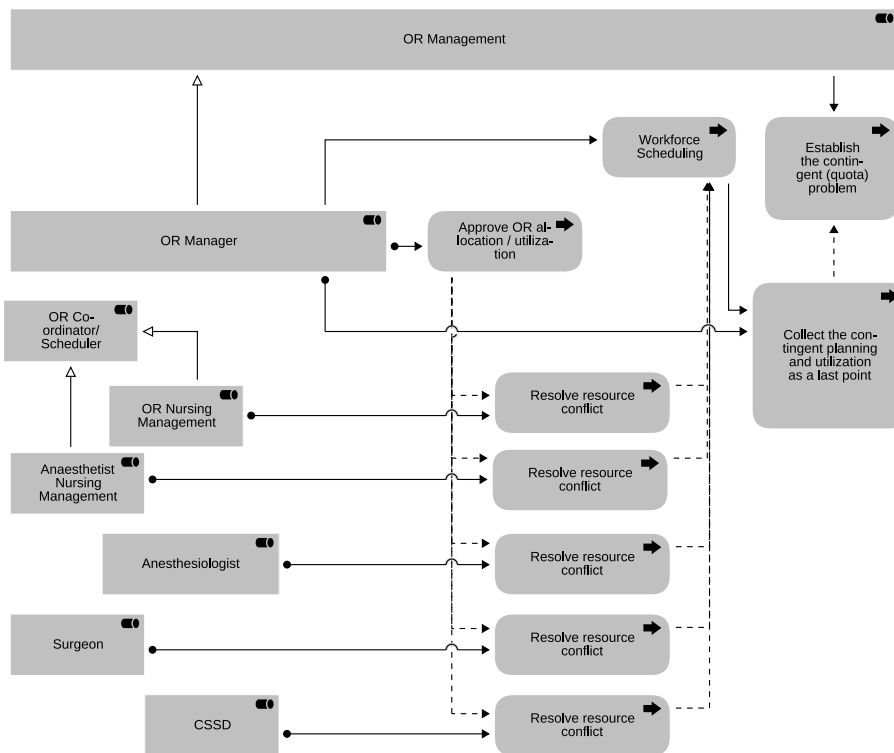 OR Management
Workforce
Scheduling
Establish
the contin-
gent (quota)
problem
OR Manager
Approve OR al-
location / utiliza-
tion
OR Co-
ordinator/
Scheduler
Collect the con-
tingent planning
and utilization
as a last point
OR Nursing
Management
Resolve resource
conflict
Anaesthetist
Nursing
Management
Resolve resource
conflict
Anesthesiologist
Resolve resource
conflict
Surgeon
Resolve resource
conflict
CSSD
Resolve resource
conflict